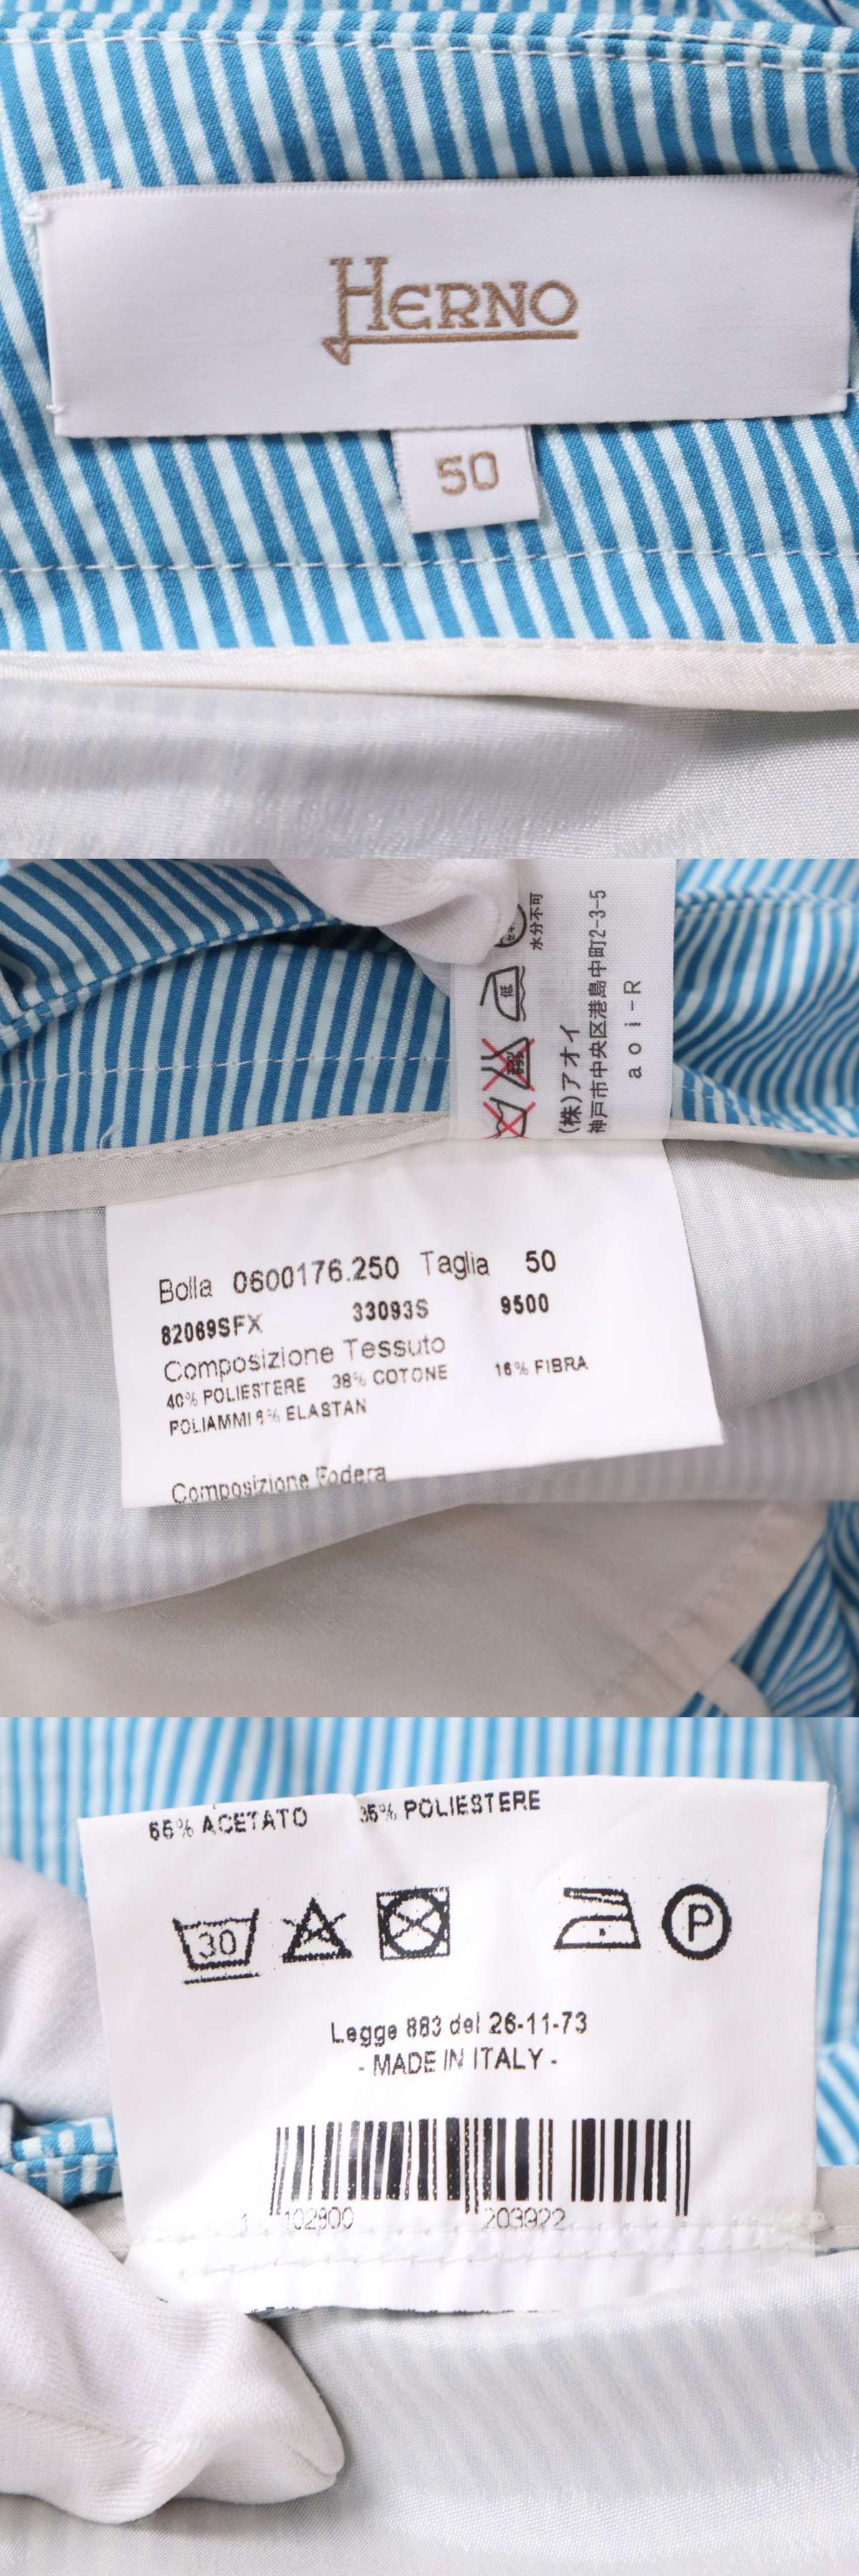 HERNO
50
水分不可
低
(株)アオイ
神戸市中央区港島中町2-3-5
aoi-R
Bolla 0600176.250 Taglia 50
82069SFX 33093S 9500
Composizione Tessuto
40% POLIESTERE 38% COTONE 16% FIBRA
POLIAMMI 6% ELASTAN
Composizione Fodera
65% ACETATO 35% POLIESTERE
30
P
Legge 883 del 26-11-73
- MADE IN ITALY -
1 102900 203922